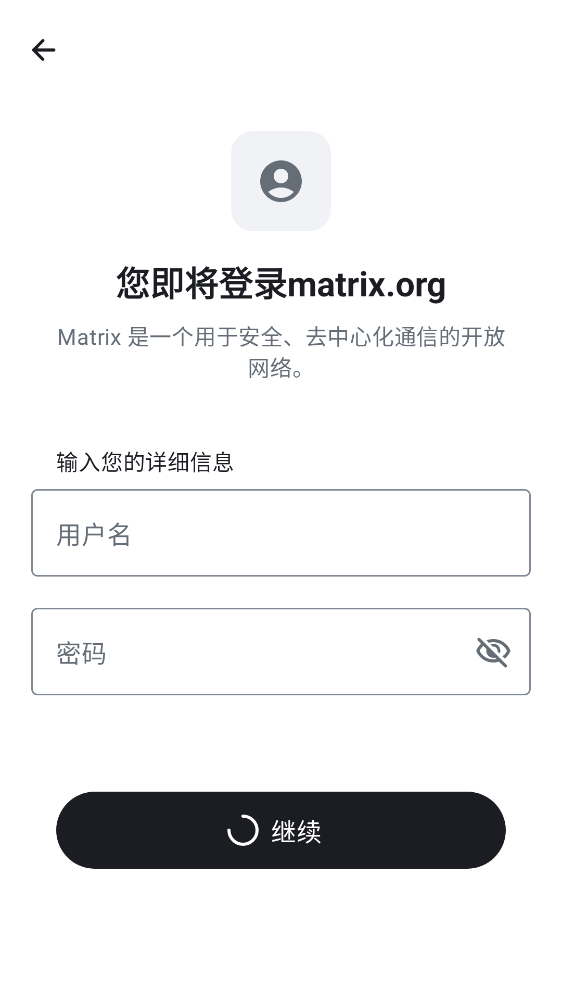 您即将登录matrix.org
Matrix 是一个用于安全、去中心化通信的开放
网络。
输入您的详细信息
用户名
密码
继续